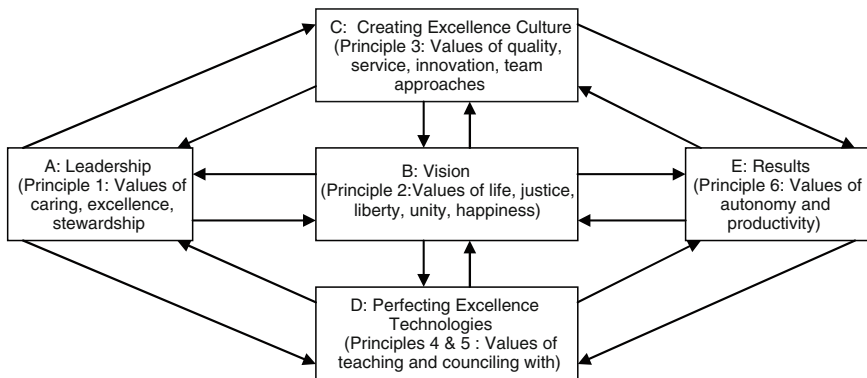 C: Creating Excellence Culture
(Principle 3: Values of quality,
service, innovation, team
approaches
A: Leadership
(Principle 1: Values of
caring, excellence,
stewardship
B: Vision
(Principle 2:Values of life, justice,
liberty, unity, happiness)
E: Results
(Principle 6: Values of
autonomy and
productivity)
D: Perfecting Excellence
Technologies
(Principles 4 & 5 : Values of
teaching and counciling with)